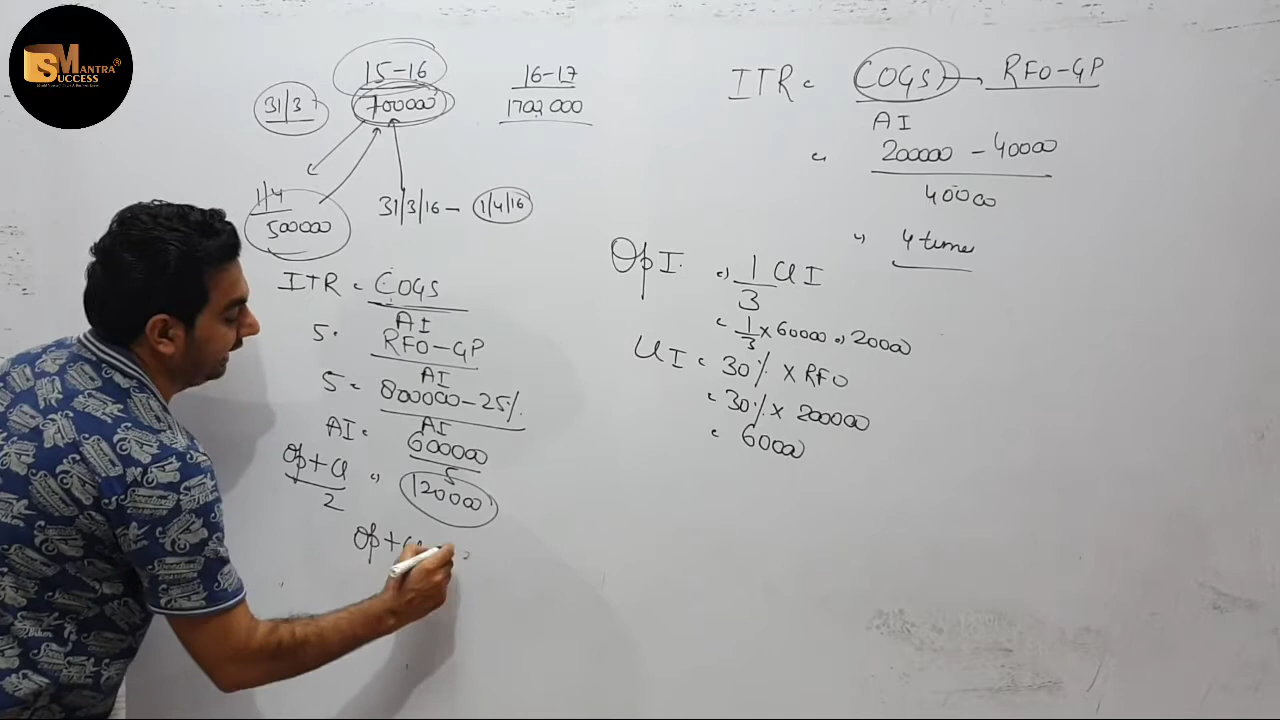 SUCCESS MANTRA®
15-16
31/3
700000
16-17
170,000
1/4
500000
31/3/16 - 1/4/16
ITR = COGS
AI
5 = RFO-GP
AI
5 = 800000-25%
AI
AI = 600000
5
Op+Cl
2
= 120000
Op+Cl =
ITR = COGS → RFO-GP
AI
= 200000 - 40000
40000
= 4 times
Op I = 1 Cl I
3
= 1/3 x 60000 = 20000
Cl I = 30% x RFO
= 30% x 200000
= 60000